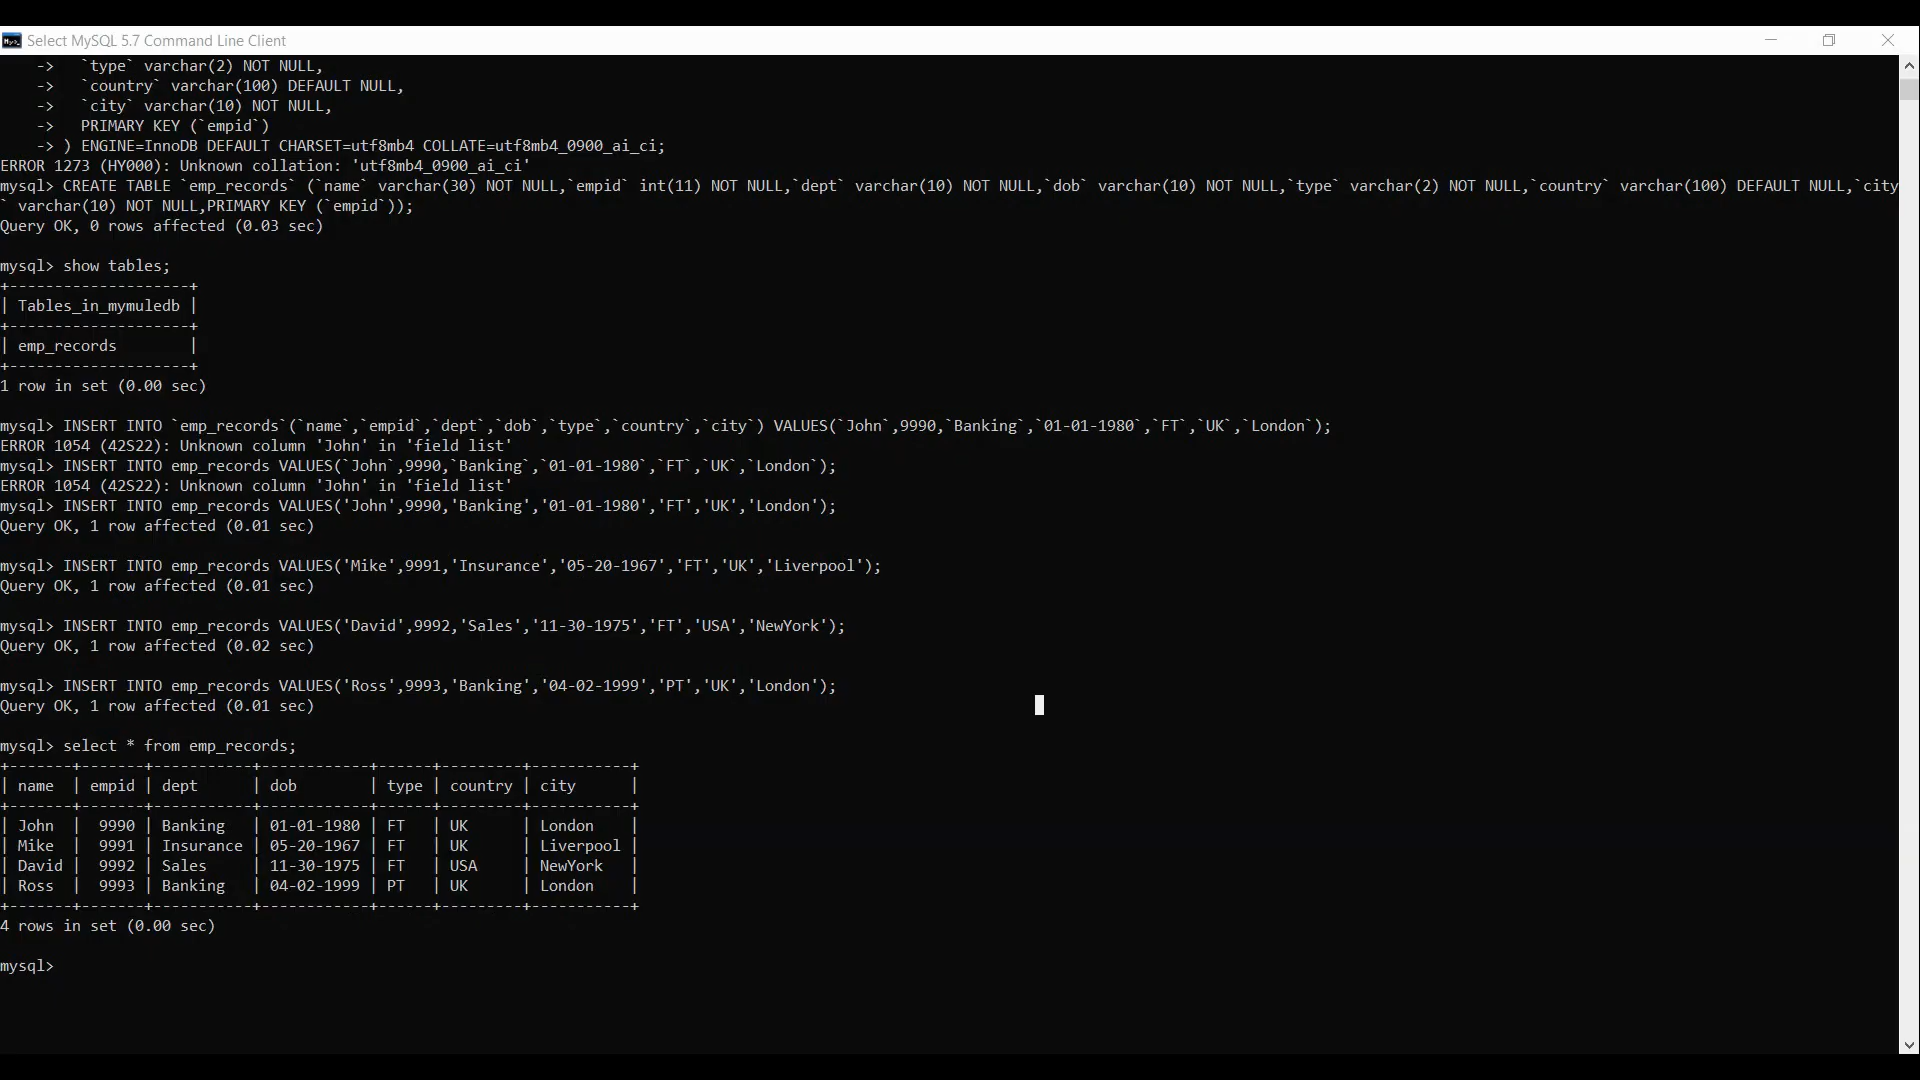 Select MySQL 5.7 Command Line Client
    ->   `type` varchar(2) NOT NULL,
    ->   `country` varchar(100) DEFAULT NULL,
    ->   `city` varchar(10) NOT NULL,
    ->   PRIMARY KEY (`empid`)
    -> ) ENGINE=InnoDB DEFAULT CHARSET=utf8mb4 COLLATE=utf8mb4_0900_ai_ci;
ERROR 1273 (HY000): Unknown collation: 'utf8mb4_0900_ai_ci'
mysql> CREATE TABLE `emp_records` (`name` varchar(30) NOT NULL,`empid` int(11) NOT NULL,`dept` varchar(10) NOT NULL,`dob` varchar(10) NOT NULL,`type` varchar(2) NOT NULL,`country` varchar(100) DEFAULT NULL,`city
` varchar(10) NOT NULL,PRIMARY KEY (`empid`));
Query OK, 0 rows affected (0.03 sec)

mysql> show tables;
+--------------------+
| Tables_in_mymuledb |
+--------------------+
| emp_records        |
+--------------------+
1 row in set (0.00 sec)

mysql> INSERT INTO `emp_records`(`name`,`empid`,`dept`,`dob`,`type`,`country`,`city`) VALUES(`John`,9990,`Banking`,`01-01-1980`,`FT`,`UK`,`London`);
ERROR 1054 (42S22): Unknown column 'John' in 'field list'
mysql> INSERT INTO emp_records VALUES(`John`,9990,`Banking`,`01-01-1980`,`FT`,`UK`,`London`);
ERROR 1054 (42S22): Unknown column 'John' in 'field list'
mysql> INSERT INTO emp_records VALUES('John',9990,'Banking','01-01-1980','FT','UK','London');
Query OK, 1 row affected (0.01 sec)

mysql> INSERT INTO emp_records VALUES('Mike',9991,'Insurance','05-20-1967','FT','UK','Liverpool');
Query OK, 1 row affected (0.01 sec)

mysql> INSERT INTO emp_records VALUES('David',9992,'Sales','11-30-1975','FT','USA','NewYork');
Query OK, 1 row affected (0.02 sec)

mysql> INSERT INTO emp_records VALUES('Ross',9993,'Banking','04-02-1999','PT','UK','London');
Query OK, 1 row affected (0.01 sec)

mysql> select * from emp_records;
+-------+-------+-----------+------------+------+---------+-----------+
| name  | empid | dept      | dob        | type | country | city      |
+-------+-------+-----------+------------+------+---------+-----------+
| John  |  9990 | Banking   | 01-01-1980 | FT   | UK      | London    |
| Mike  |  9991 | Insurance | 05-20-1967 | FT   | UK      | Liverpool |
| David |  9992 | Sales     | 11-30-1975 | FT   | USA     | NewYork   |
| Ross  |  9993 | Banking   | 04-02-1999 | PT   | UK      | London    |
+-------+-------+-----------+------------+------+---------+-----------+
4 rows in set (0.00 sec)

mysql>